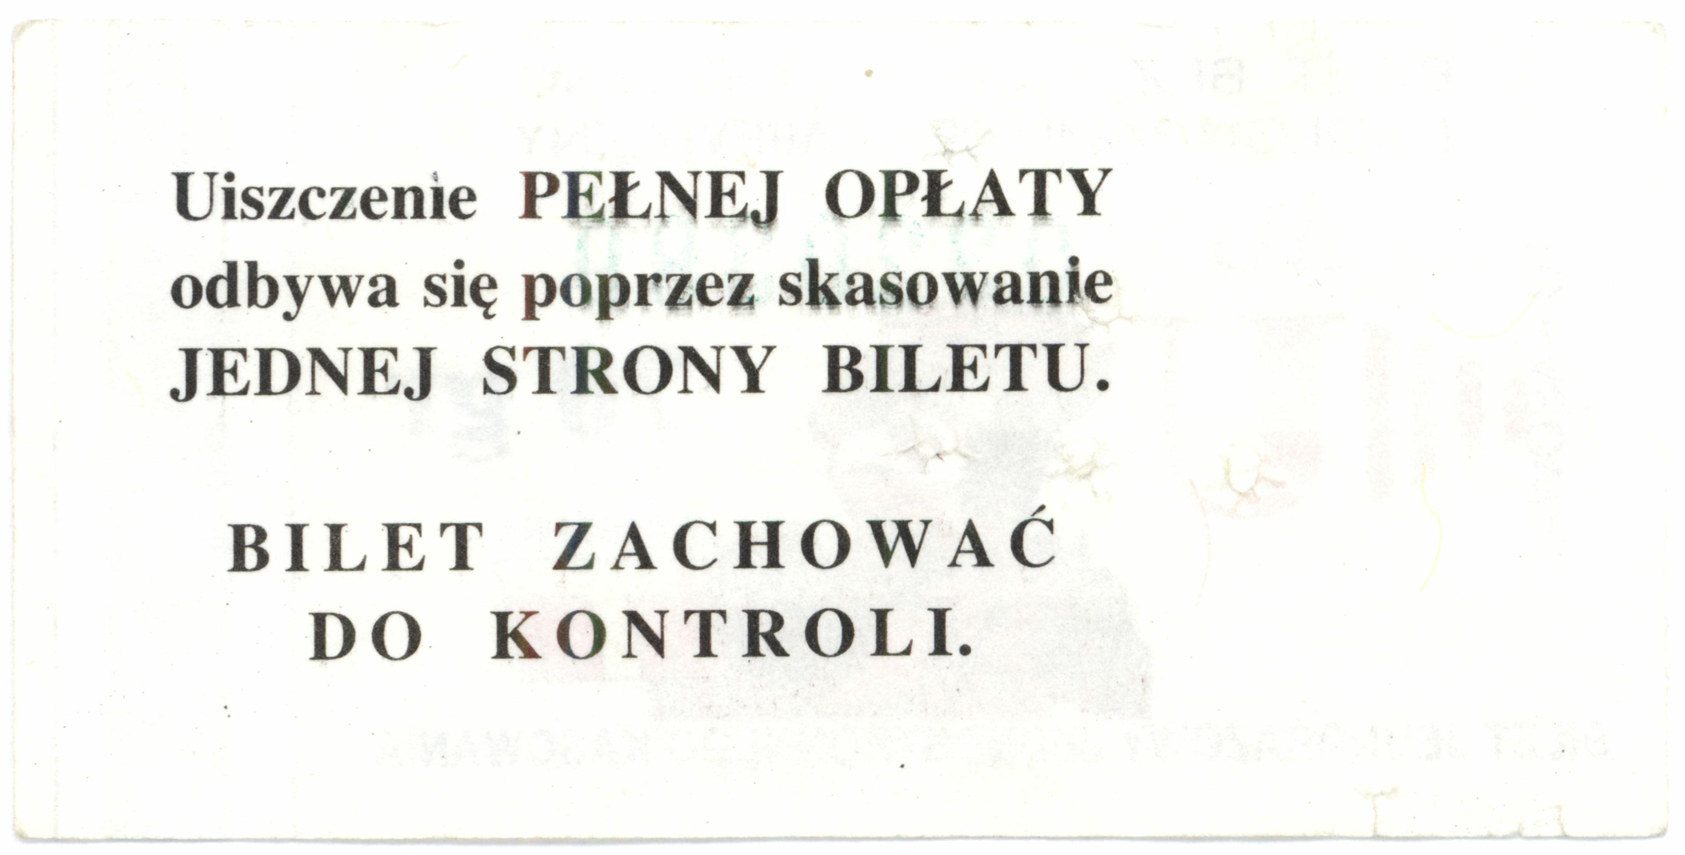 Uiszczenie PEŁNEJ OPŁATY
odbywa się poprzez skasowanie
JEDNEJ STRONY BILETU.
BILET ZACHOWAĆ
DO KONTROLI.